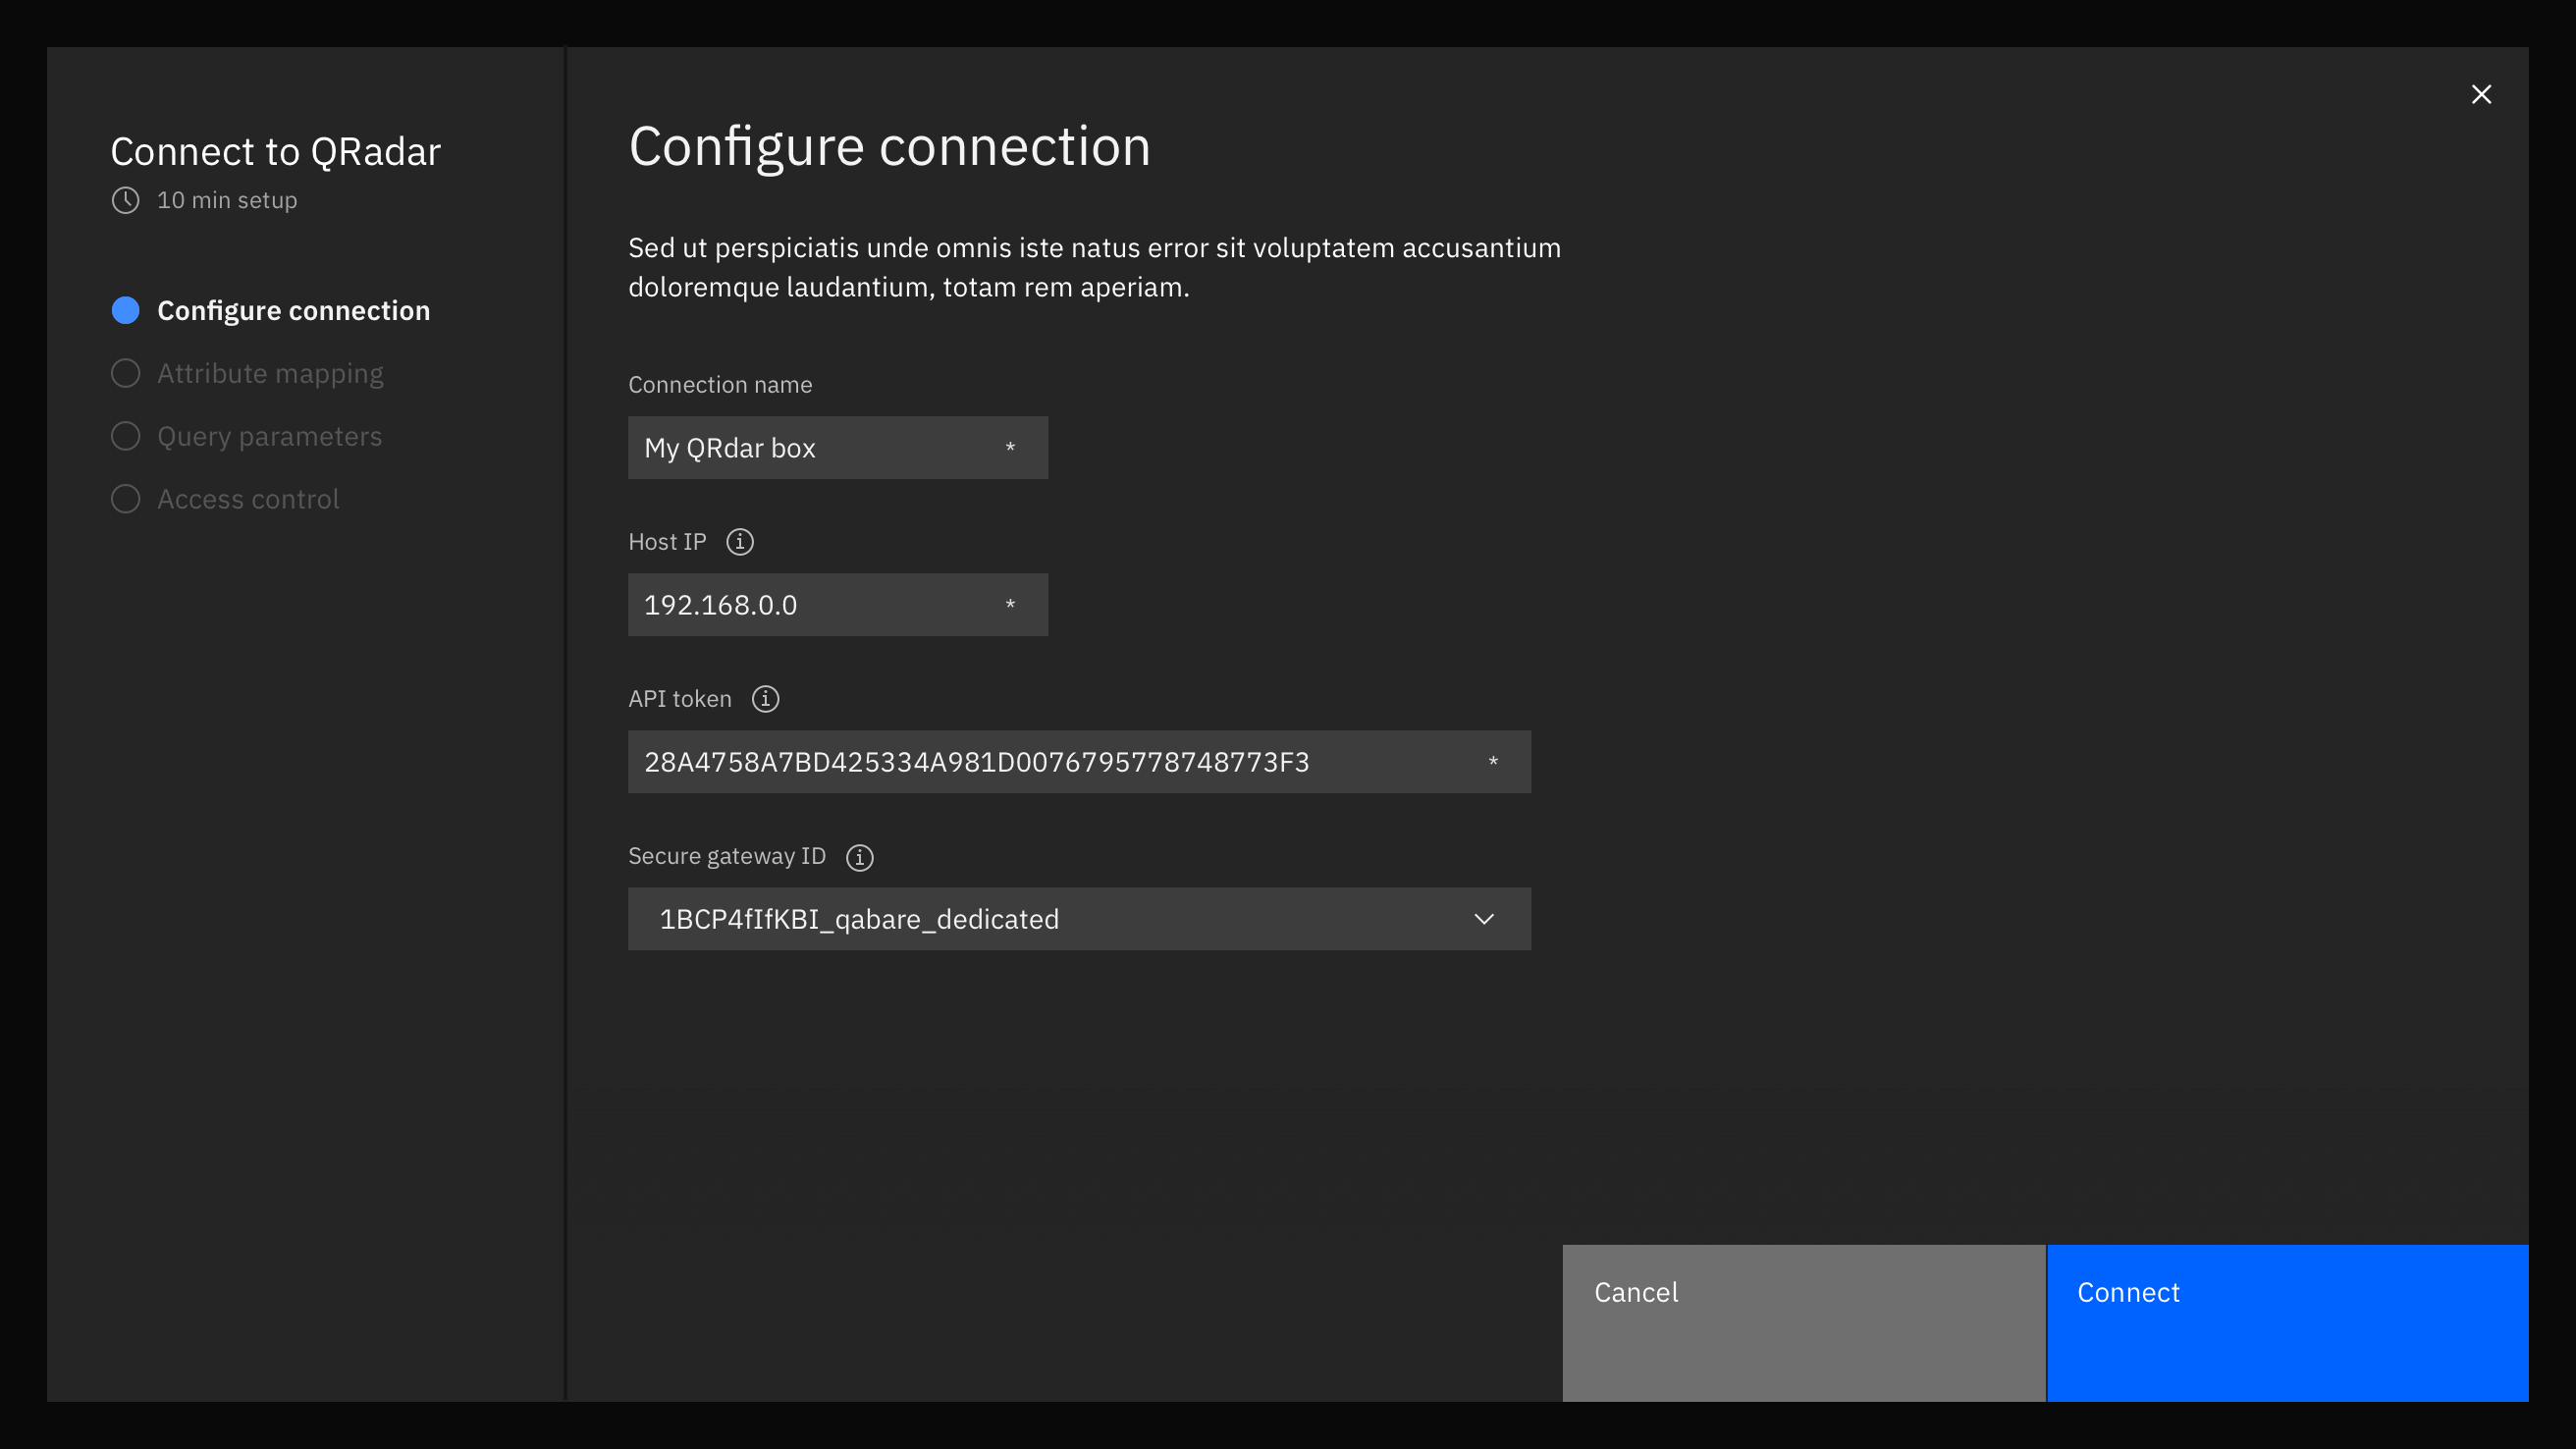 Connect to QRadar
10 min setup
Configure connection
Attribute mapping
Query parameters
Access control
Configure connection
Sed ut perspiciatis unde omnis iste natus error sit voluptatem accusantium
doloremque laudantium, totam rem aperiam.
Connection name
My QRdar box *
Host IP
192.168.0.0 *
API token
28A4758A7BD425334A981D0076795778748773F3 *
Secure gateway ID
1BCP4fIfKBI_qabare_dedicated
Cancel
Connect